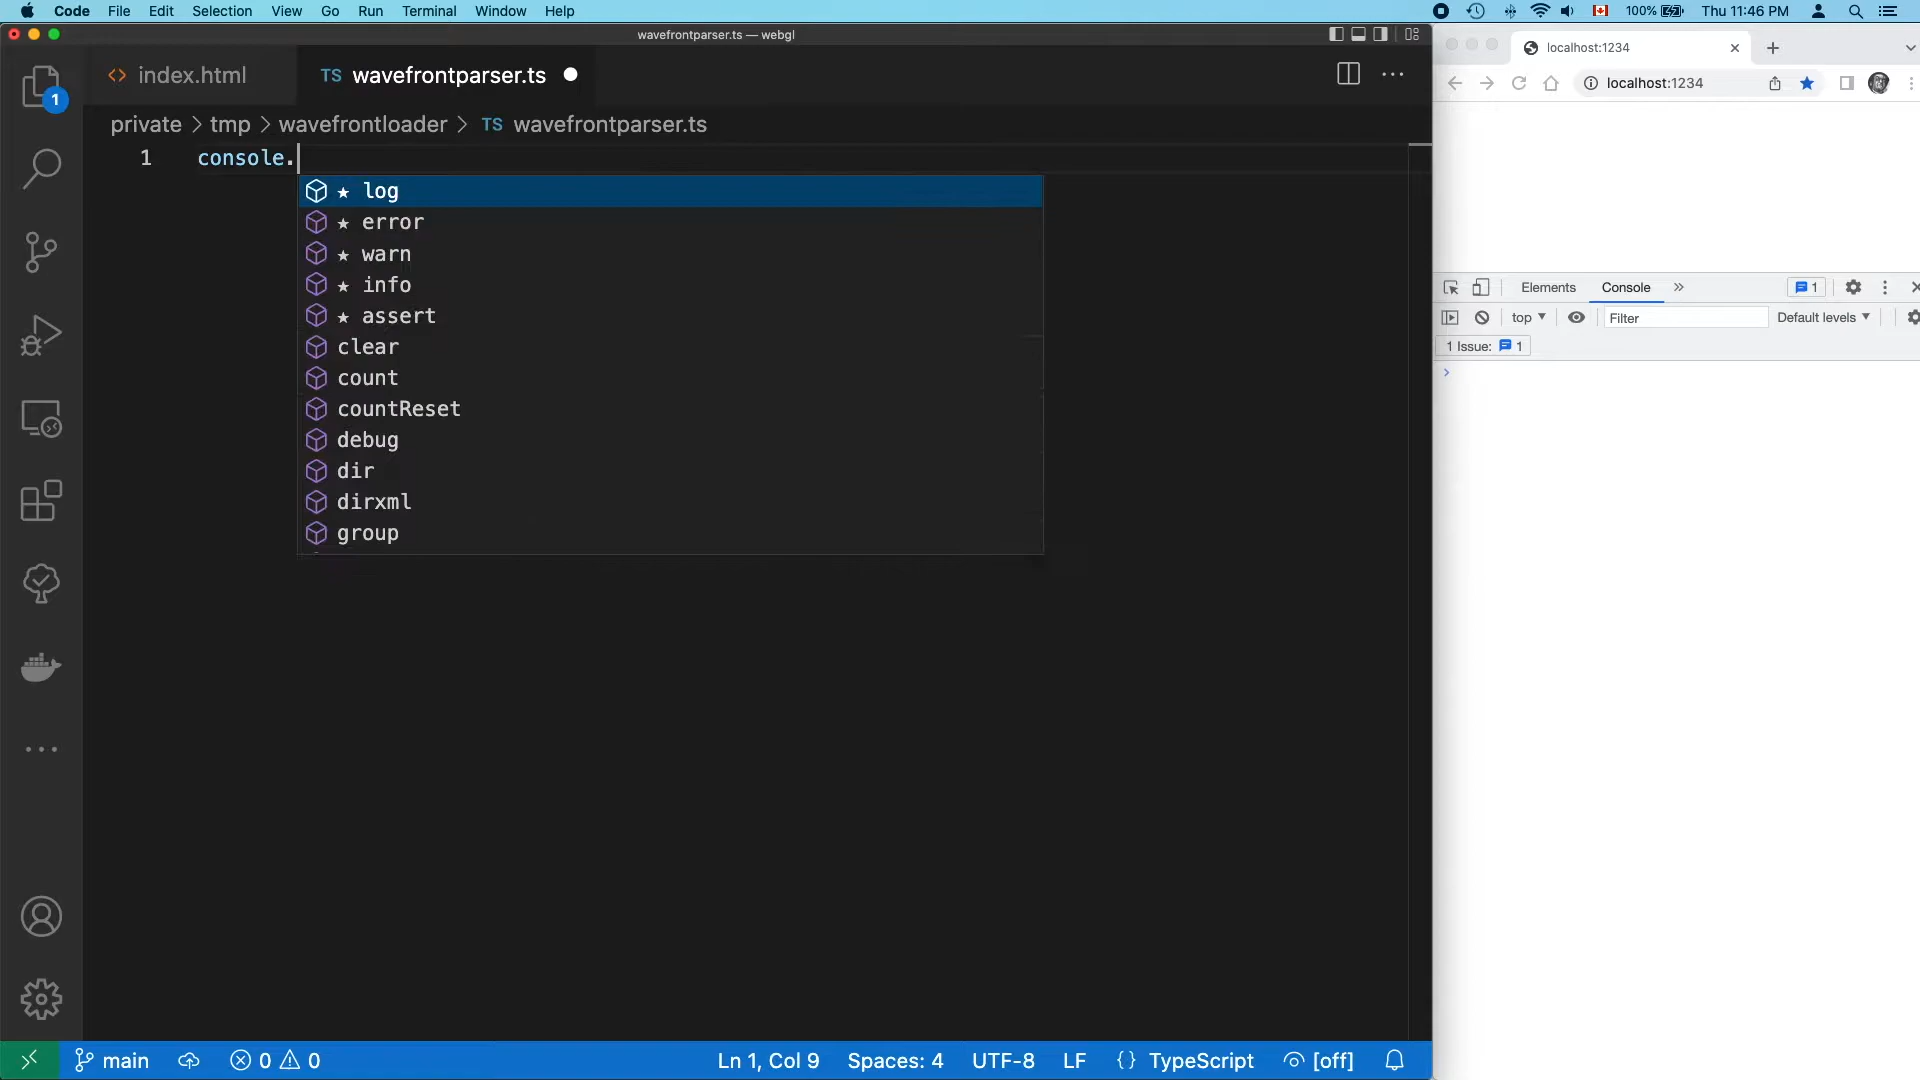 Code File Edit Selection View Go Run Terminal Window Help
100% Thu 11:46 PM
wavefrontparser.ts — webgl
index.html
TS wavefrontparser.ts
private > tmp > wavefrontloader > TS wavefrontparser.ts
1 console.
★ log
★ error
★ warn
★ info
★ assert
clear
count
countReset
debug
dir
dirxml
group
1
main 0 0
Ln 1, Col 9 Spaces: 4 UTF-8 LF {} TypeScript [off]
localhost:1234
localhost:1234
Elements Console » 1
top Filter Default levels
1 Issue: 1